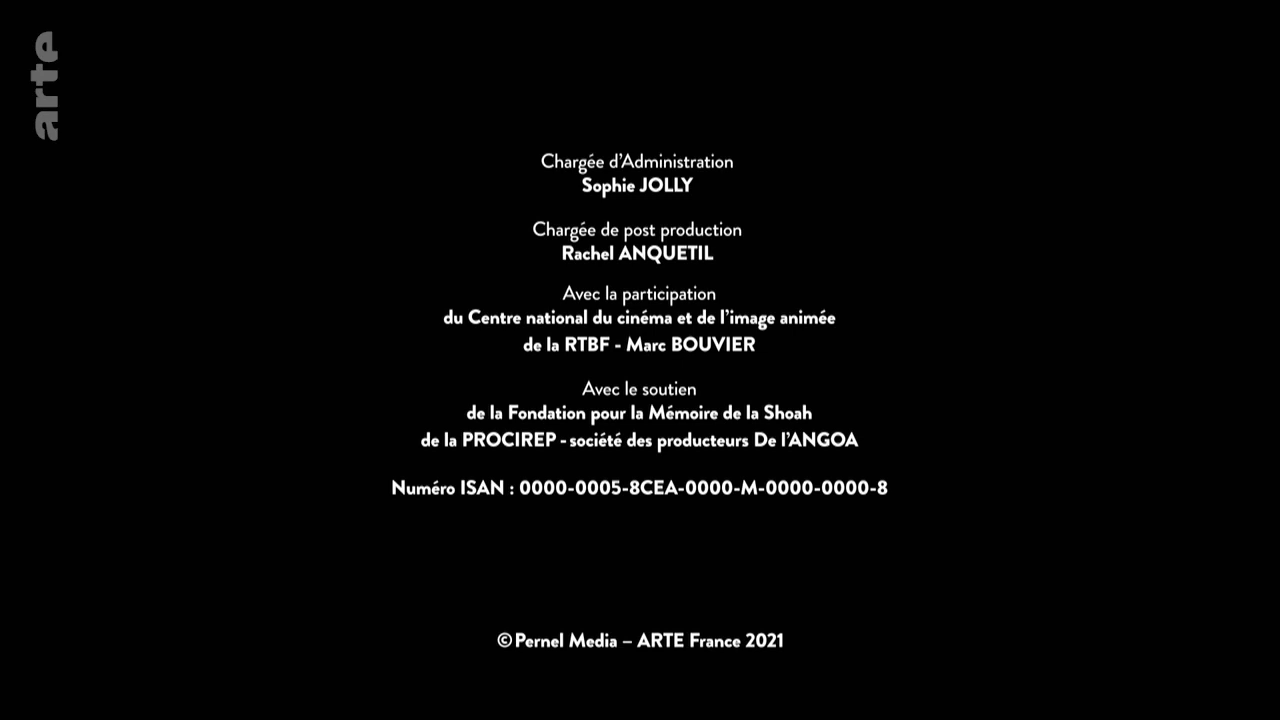 arte
Chargée d'Administration
Sophie JOLLY
Chargée de post production
Rachel ANQUETIL
Avec la participation
du Centre national du cinéma et de l'image animée
de la RTBF - Marc BOUVIER
Avec le soutien
de la Fondation pour la Mémoire de la Shoah
de la PROCIREP - société des producteurs De l'ANGOA
Numéro ISAN : 0000-0005-8CEA-0000-M-0000-0000-8
© Pernel Media – ARTE France 2021